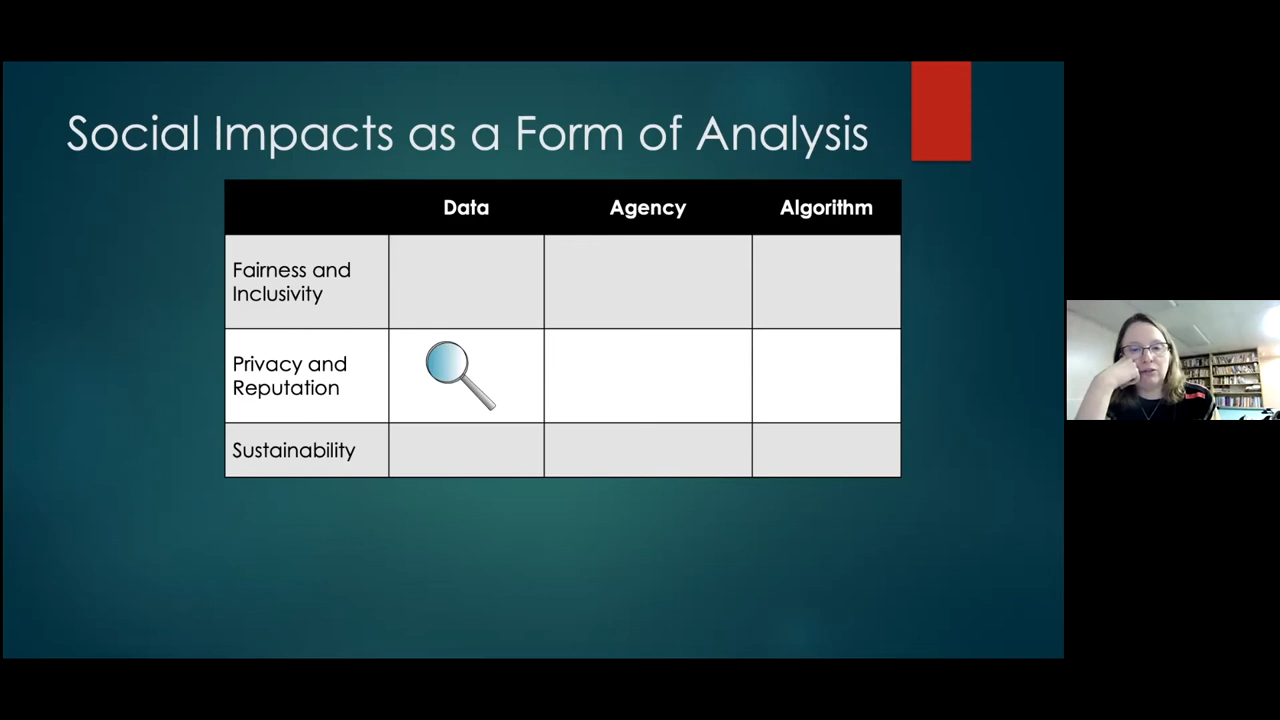 Social Impacts as a Form of Analysis
Data Agency Algorithm
Fairness and
Inclusivity
Privacy and
Reputation
Sustainability